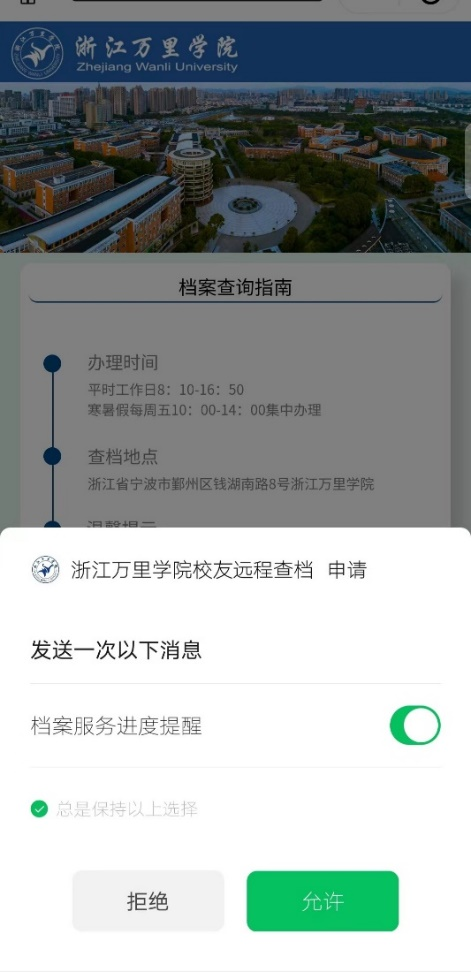 浙江万里学院
Zhejiang Wanli University
档案查询指南
办理时间
平时工作日8：10-16：50
寒暑假每周五10：00-14：00集中办理
查档地点
浙江省宁波市鄞州区钱湖南路8号浙江万里学院
温馨提示
浙江万里学院校友远程查档 申请
发送一次以下消息
档案服务进度提醒
总是保持以上选择
拒绝 允许